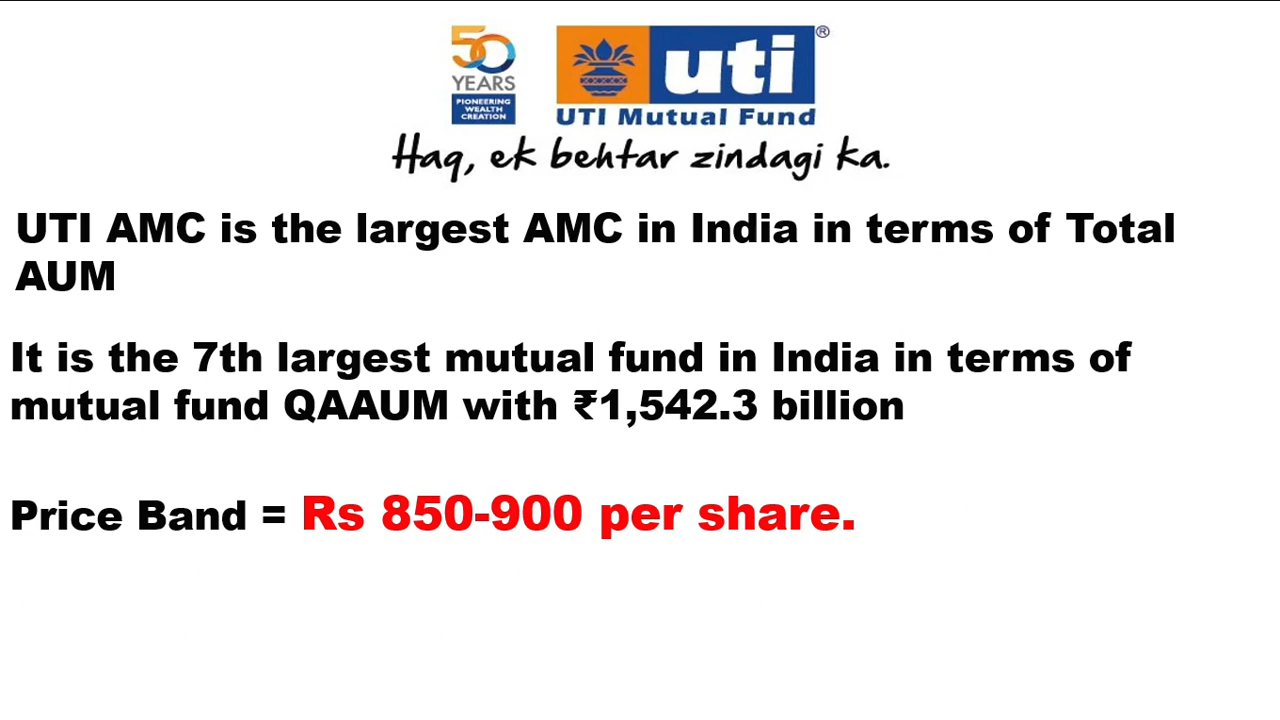 50
YEARS
PIONEERING
WEALTH
CREATION
uti®
UTI Mutual Fund
Haq, ek behtar zindagi ka.
UTI AMC is the largest AMC in India in terms of Total
AUM
It is the 7th largest mutual fund in India in terms of
mutual fund QAAUM with ₹1,542.3 billion
Price Band = Rs 850-900 per share.